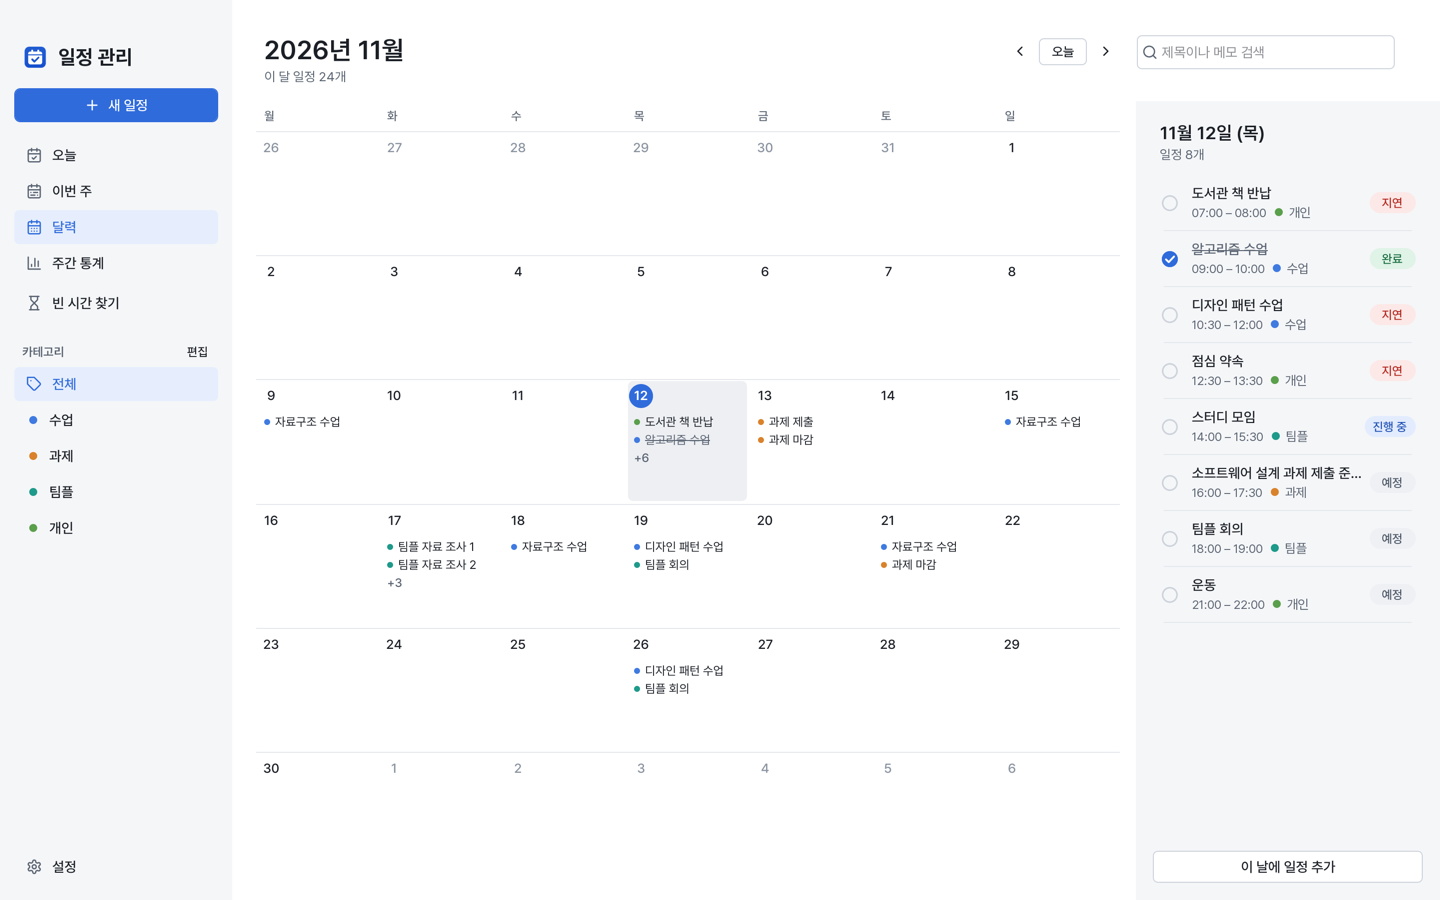 일정 관리
새 일정
오늘
이번 주
달력
주간 통계
빈 시간 찾기
카테고리 편집
전체
수업
과제
팀플
개인
설정
2026년 11월
이 달 일정 24개
오늘
제목이나 메모 검색
월 화 수 목 금 토 일
26 27 28 29 30 31 1
2 3 4 5 6 7 8
9 10 11 12 13 14 15
자료구조 수업 도서관 책 반납 과제 제출 자료구조 수업
알고리즘 수업 과제 마감
+6
16 17 18 19 20 21 22
팀플 자료 조사 1 자료구조 수업 디자인 패턴 수업 자료구조 수업
팀플 자료 조사 2 팀플 회의 과제 마감
+3
23 24 25 26 27 28 29
디자인 패턴 수업
팀플 회의
30 1 2 3 4 5 6
11월 12일 (목)
일정 8개
도서관 책 반납
07:00 – 08:00 개인 지연
알고리즘 수업
09:00 – 10:00 수업 완료
디자인 패턴 수업
10:30 – 12:00 수업 지연
점심 약속
12:30 – 13:30 개인 지연
스터디 모임
14:00 – 15:30 팀플 진행 중
소프트웨어 설계 과제 제출 준...
16:00 – 17:30 과제 예정
팀플 회의
18:00 – 19:00 팀플 예정
운동
21:00 – 22:00 개인 예정
이 날에 일정 추가